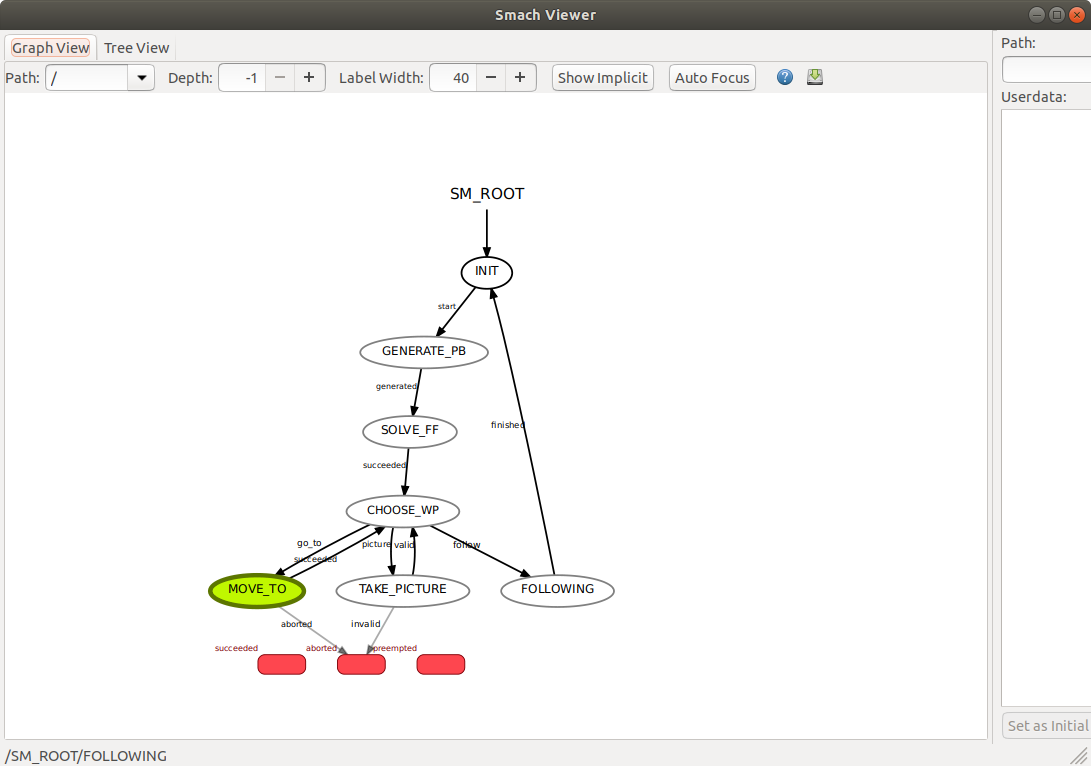 Smach Viewer
Graph View Tree View
Path: / Depth: -1 Label Width: 40 Show Implicit Auto Focus
Path:
Userdata:
SM_ROOT
INIT
start
GENERATE_PB
generated
SOLVE_FF
finished
succeeded
CHOOSE_WP
go_to picture valid follow
succeeded
MOVE_TO TAKE_PICTURE FOLLOWING
aborted invalid
succeeded aborted preempted
Set as Initial
/SM_ROOT/FOLLOWING